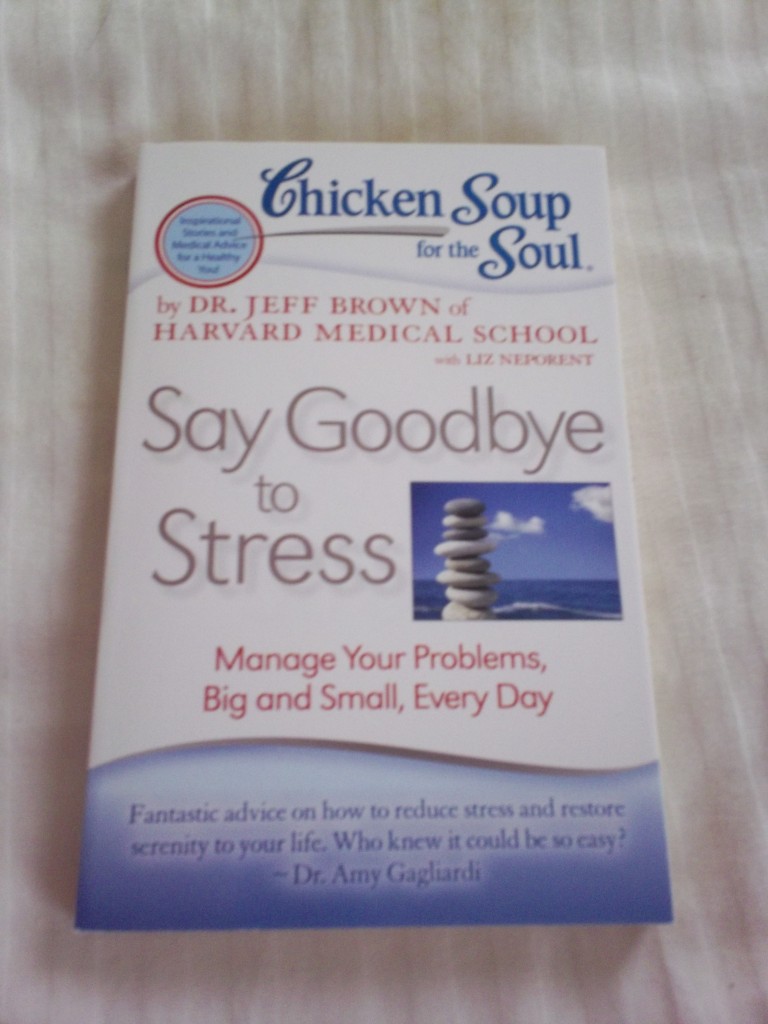 Chicken Soup
for the Soul®
Inspirational
Stories and
Medical Advice
for a Healthy
You!
by DR. JEFF BROWN of
HARVARD MEDICAL SCHOOL
with LIZ NEPORENT
Say Goodbye
to
Stress
Manage Your Problems,
Big and Small, Every Day
Fantastic advice on how to reduce stress and restore
serenity to your life. Who knew it could be so easy?
~ Dr. Amy Gagliardi